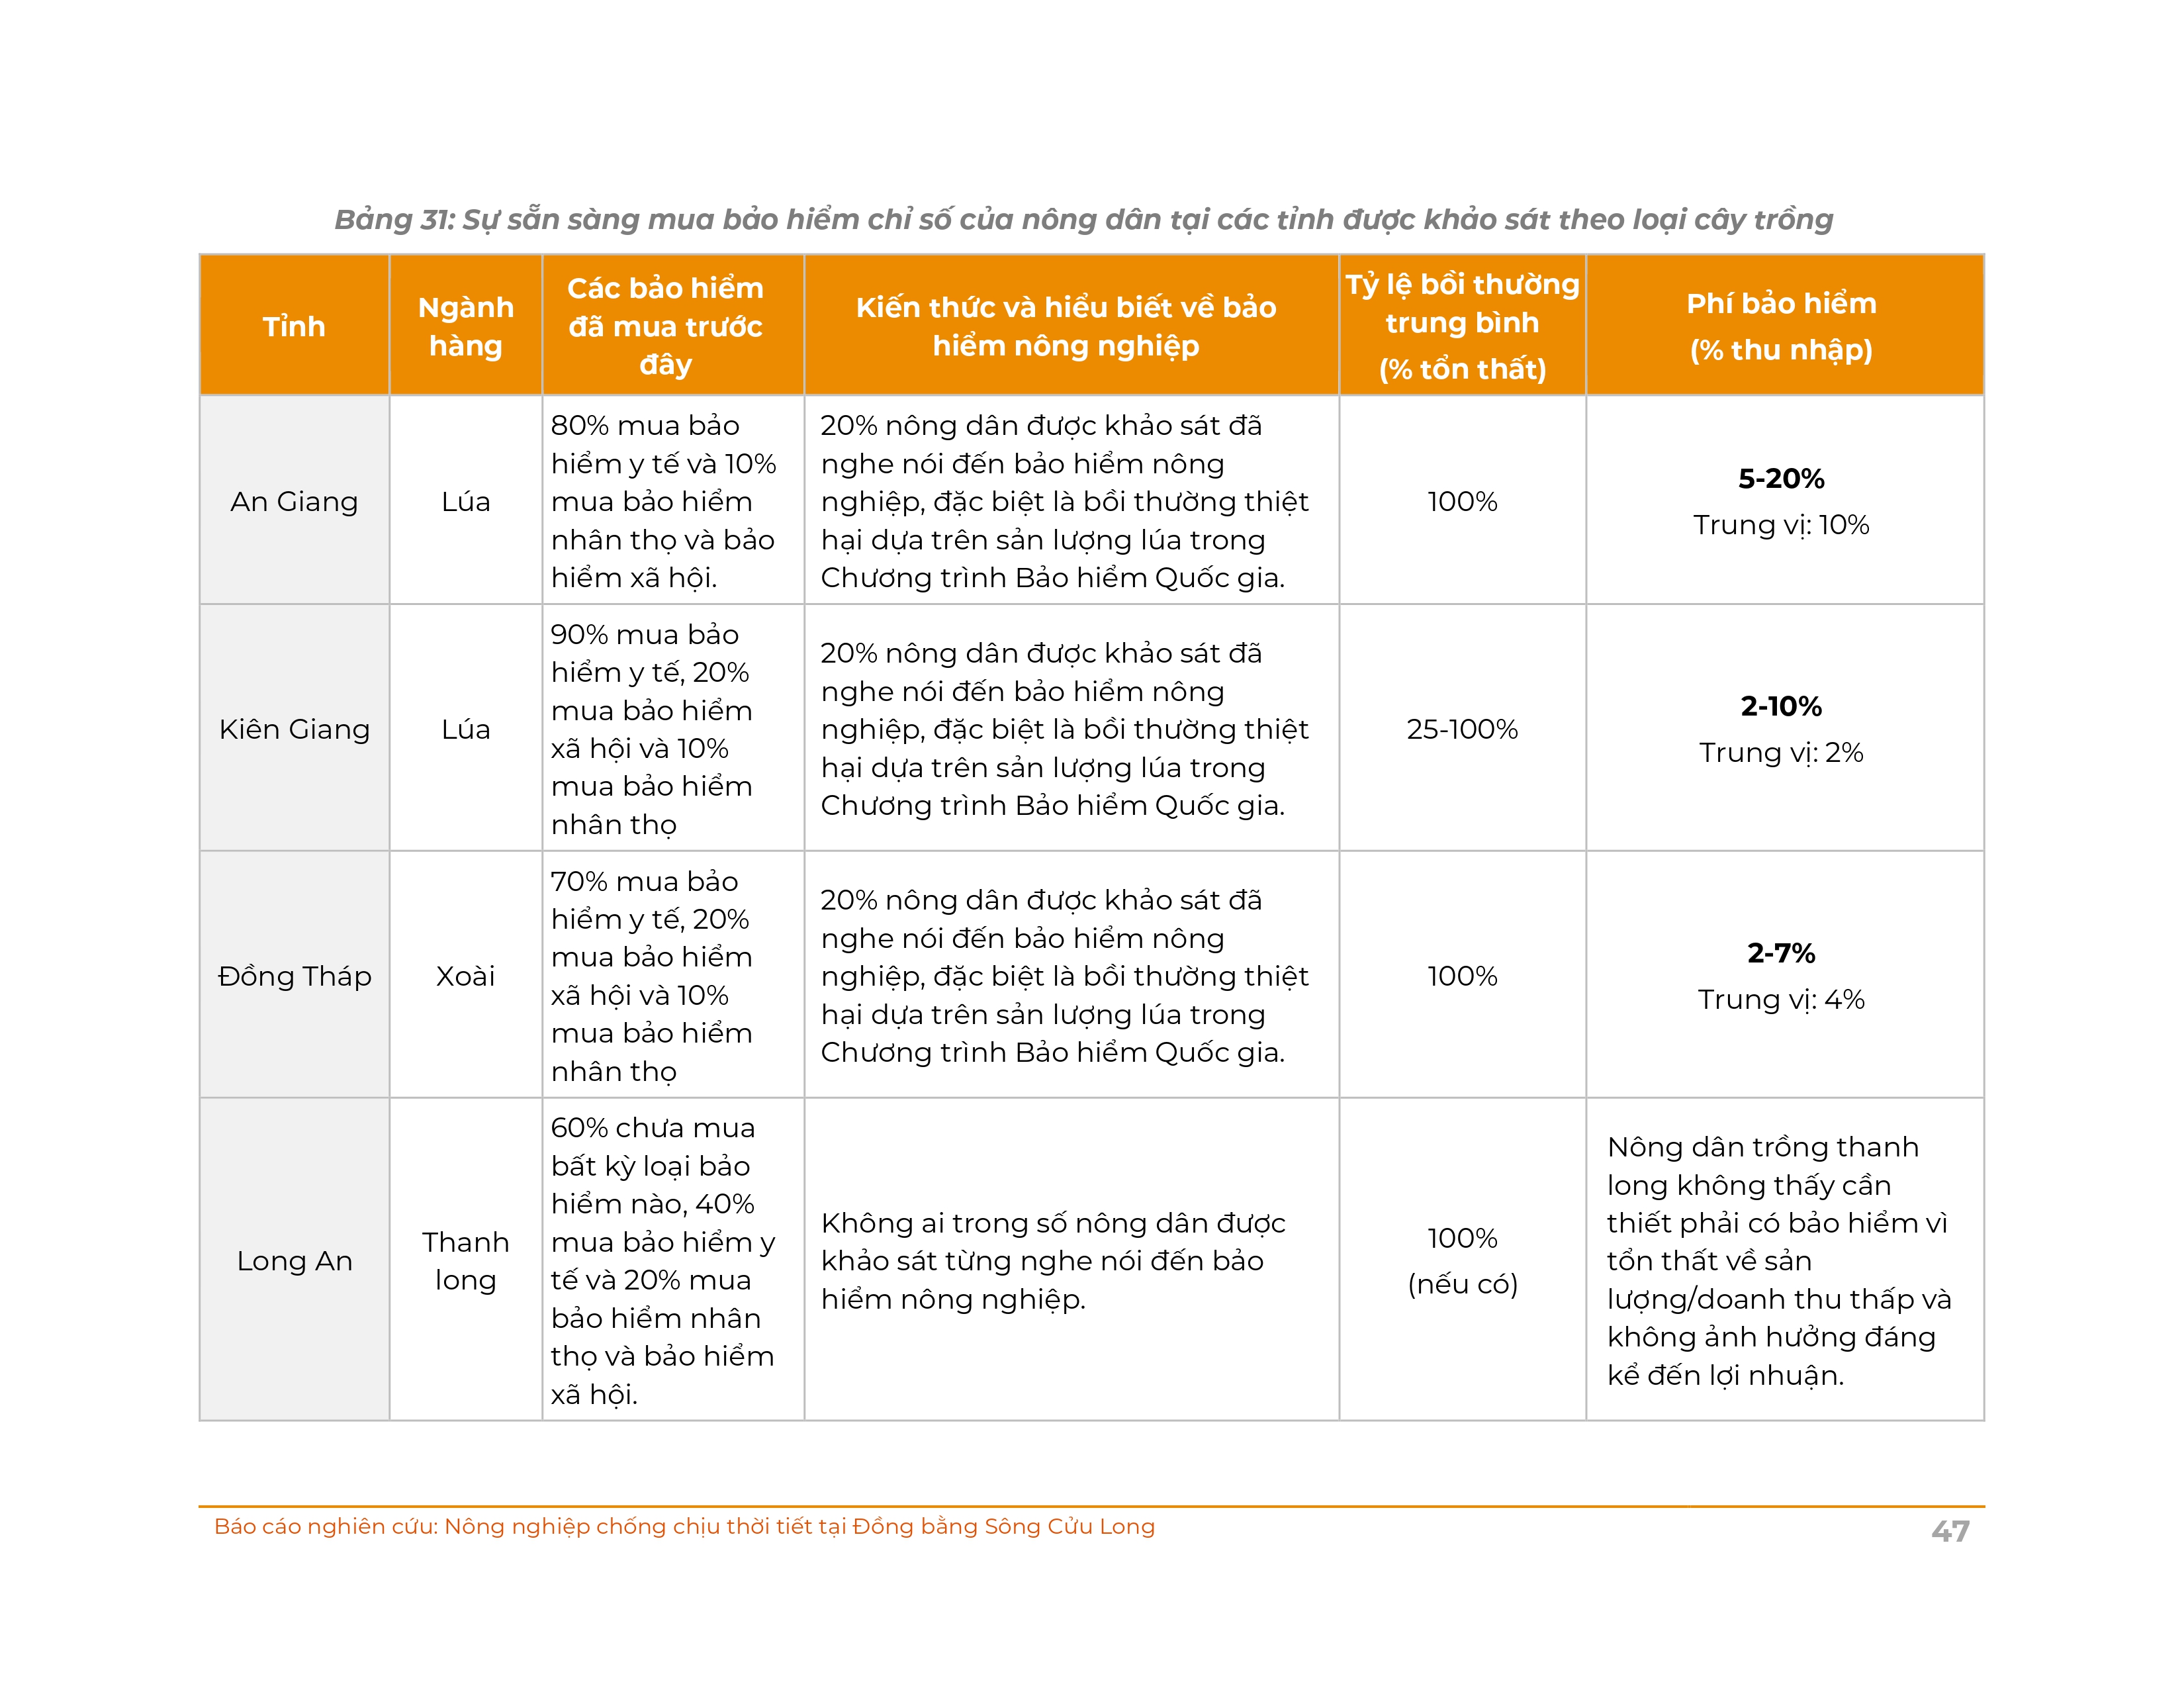 Bảng 31: Sự sẵn sàng mua bảo hiểm chỉ số của nông dân tại các tỉnh được khảo sát theo loại cây trồng
Tỉnh
Ngành
hàng
Các bảo hiểm
đã mua trước
đây
Kiến thức và hiểu biết về bảo
hiểm nông nghiệp
Tỷ lệ bồi thường
trung bình
(% tổn thất)
Phí bảo hiểm
(% thu nhập)
An Giang
Lúa
80% mua bảo
hiểm y tế và 10%
mua bảo hiểm
nhân thọ và bảo
hiểm xã hội.
20% nông dân được khảo sát đã
nghe nói đến bảo hiểm nông
nghiệp, đặc biệt là bồi thường thiệt
hại dựa trên sản lượng lúa trong
Chương trình Bảo hiểm Quốc gia.
100%
5-20%
Trung vị: 10%
Kiên Giang
Lúa
90% mua bảo
hiểm y tế, 20%
mua bảo hiểm
xã hội và 10%
mua bảo hiểm
nhân thọ
20% nông dân được khảo sát đã
nghe nói đến bảo hiểm nông
nghiệp, đặc biệt là bồi thường thiệt
hại dựa trên sản lượng lúa trong
Chương trình Bảo hiểm Quốc gia.
25-100%
2-10%
Trung vị: 2%
Đồng Tháp
Xoài
70% mua bảo
hiểm y tế, 20%
mua bảo hiểm
xã hội và 10%
mua bảo hiểm
nhân thọ
20% nông dân được khảo sát đã
nghe nói đến bảo hiểm nông
nghiệp, đặc biệt là bồi thường thiệt
hại dựa trên sản lượng lúa trong
Chương trình Bảo hiểm Quốc gia.
100%
2-7%
Trung vị: 4%
Long An
Thanh
long
60% chưa mua
bất kỳ loại bảo
hiểm nào, 40%
mua bảo hiểm y
tế và 20% mua
bảo hiểm nhân
thọ và bảo hiểm
xã hội.
Không ai trong số nông dân được
khảo sát từng nghe nói đến bảo
hiểm nông nghiệp.
100%
(nếu có)
Nông dân trồng thanh
long không thấy cần
thiết phải có bảo hiểm vì
tổn thất về sản
lượng/doanh thu thấp và
không ảnh hưởng đáng
kể đến lợi nhuận.
Báo cáo nghiên cứu: Nông nghiệp chống chịu thời tiết tại Đồng bằng Sông Cửu Long
47